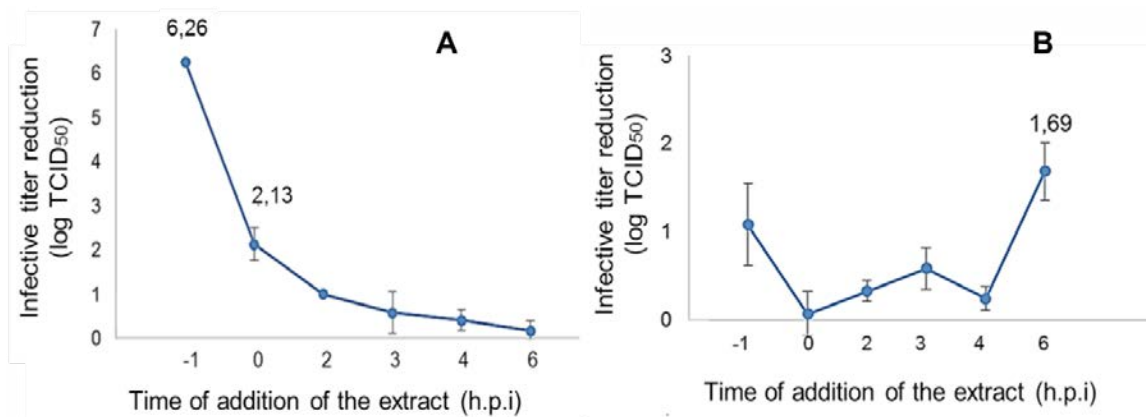 7
6
5
4
3
2
1
0
6,26
2,13
A
Infective titer reduction
(log TCID50)
-1 0 2 3 4 6
Time of addition of the extract (h.p.i)
3
2
1
0
B
1,69
Infective titer reduction
(log TCID50)
-1 0 2 3 4 6
Time of addition of the extract (h.p.i)